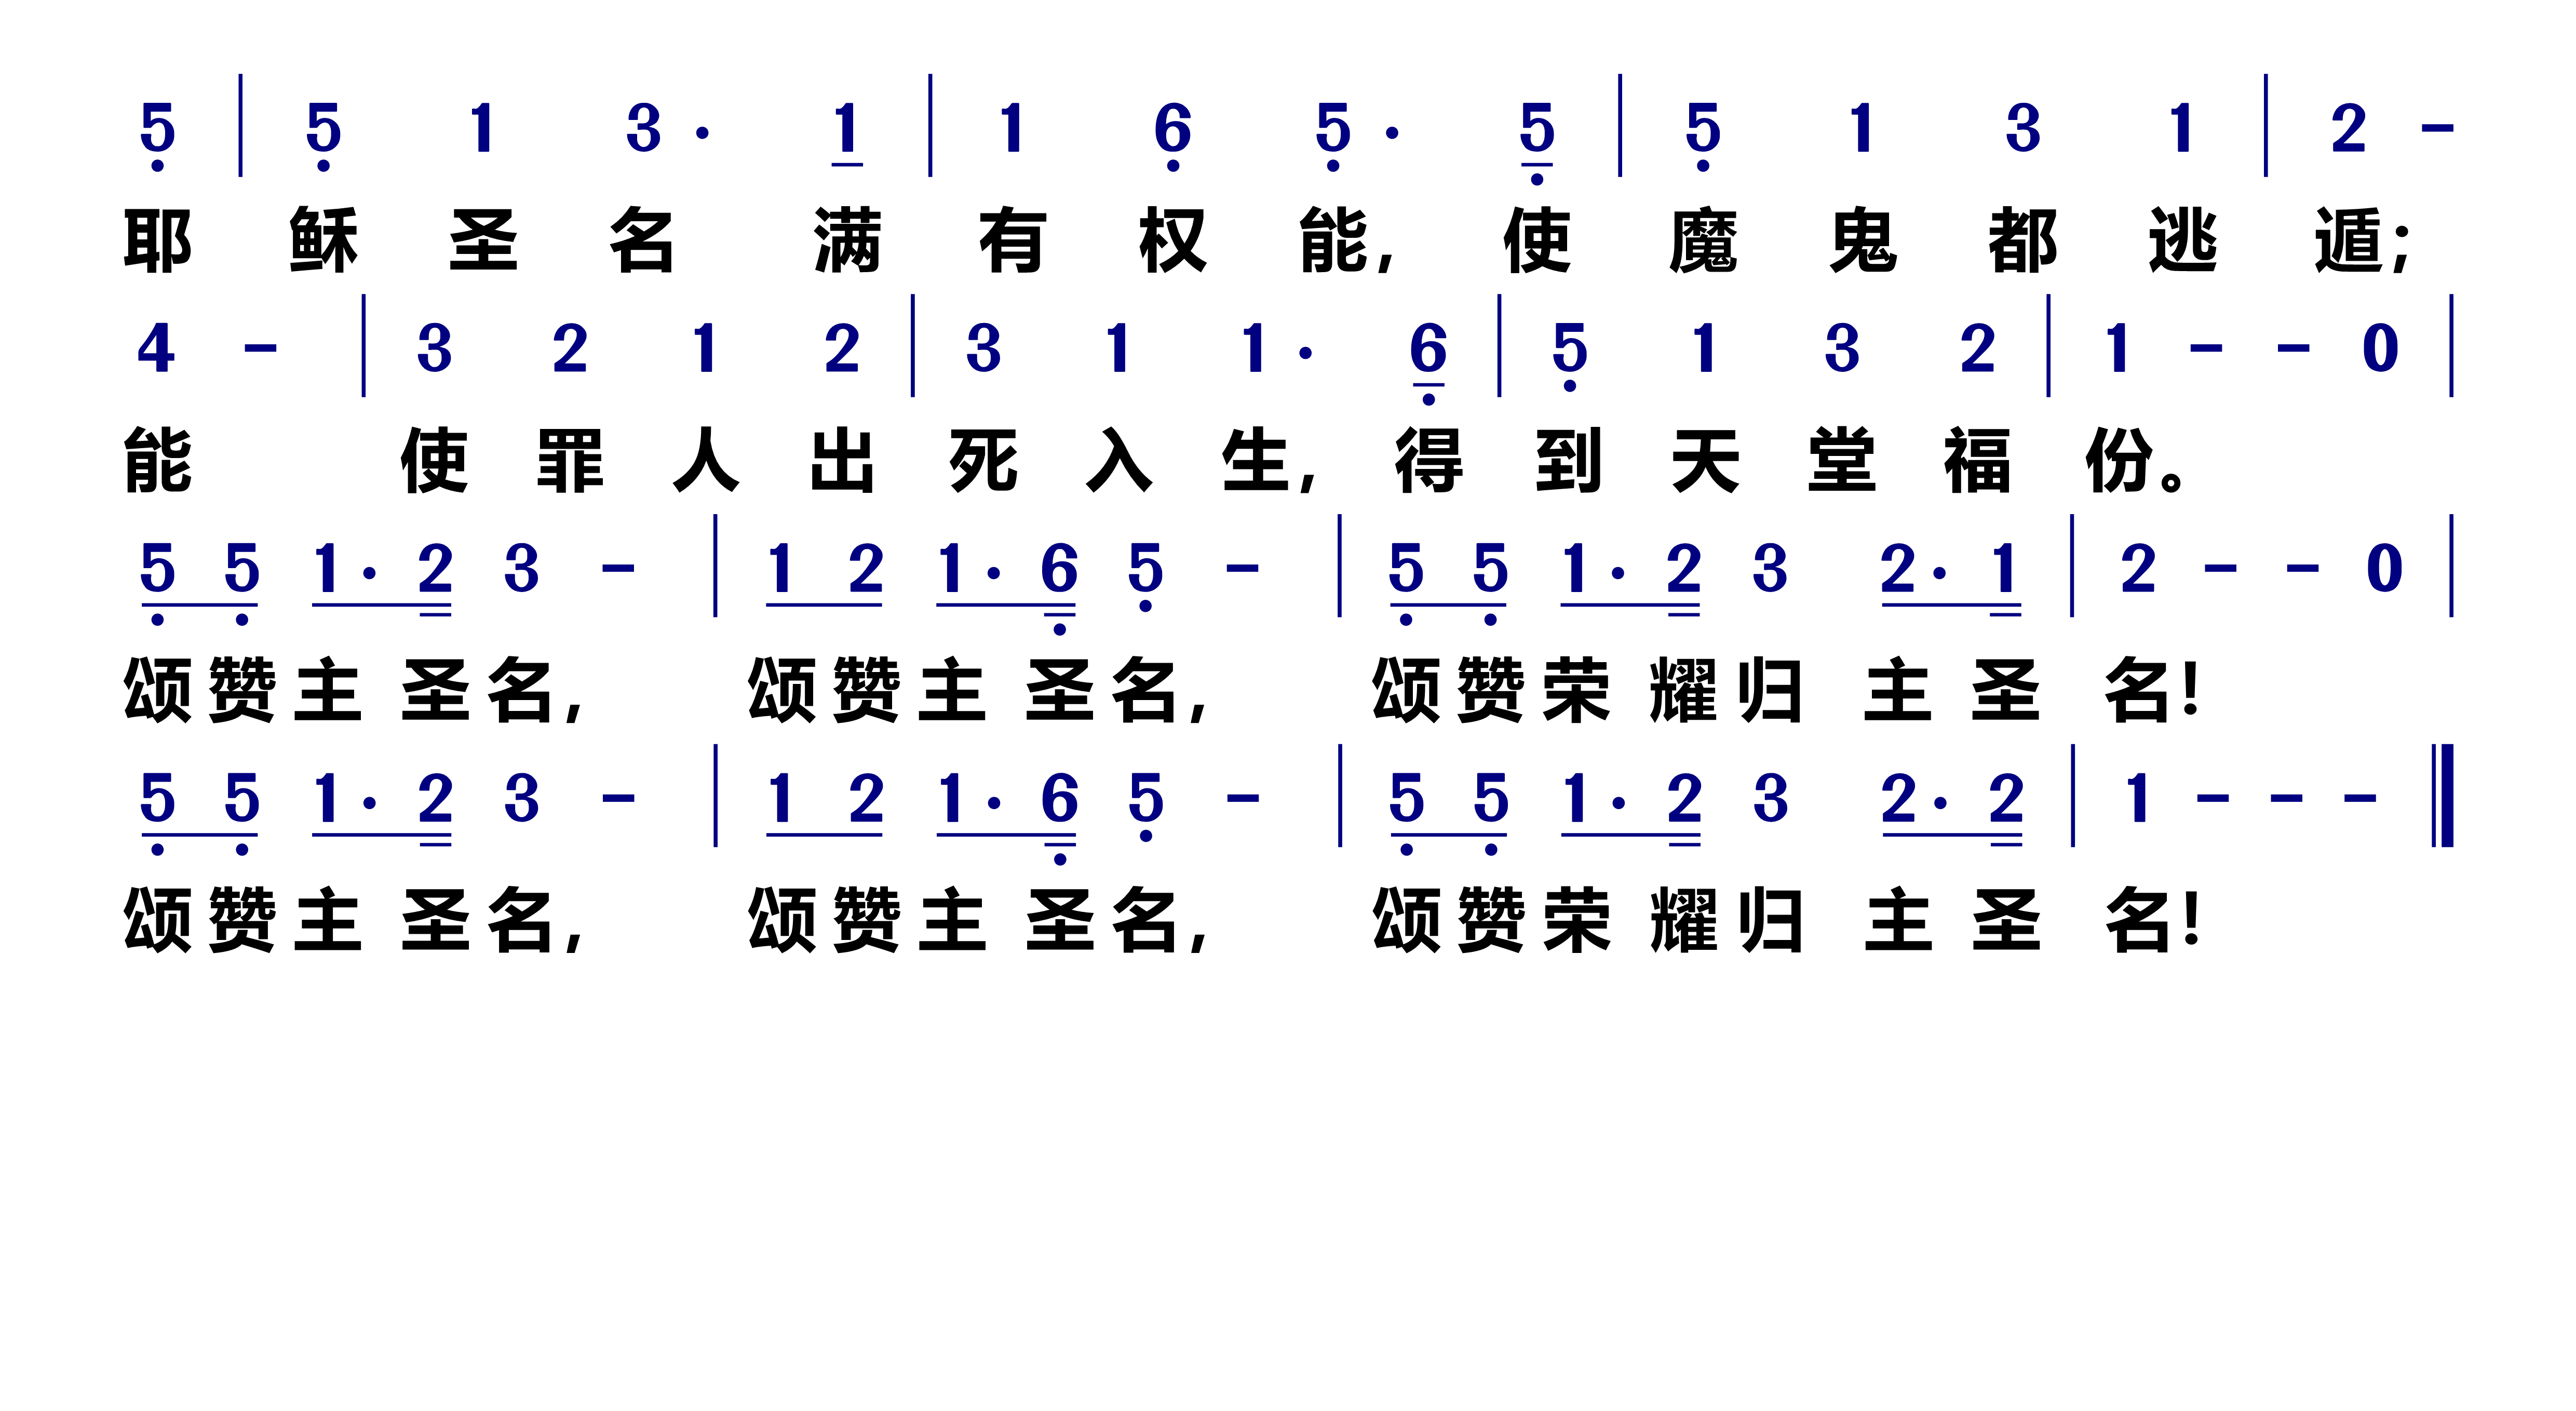 5 | 5 1 3 · 1 | 1 6 5 · 5 | 5 1 3 1 | 2 -
耶稣圣名满有权能,使魔鬼都逃遁;
4 - | 3 2 1 2 | 3 1 1 · 6 | 5 1 3 2 | 1 - - 0 |
能 使罪人出死入生,得到天堂福份。
5 5 1 · 2 3 - | 1 2 1 · 6 5 - | 5 5 1 · 2 3 2 · 1 | 2 - - 0 |
颂赞主圣名, 颂赞主圣名, 颂赞荣耀归主圣名!
5 5 1 · 2 3 - | 1 2 1 · 6 5 - | 5 5 1 · 2 3 2 · 2 | 1 - - - ‖
颂赞主圣名, 颂赞主圣名, 颂赞荣耀归主圣名!